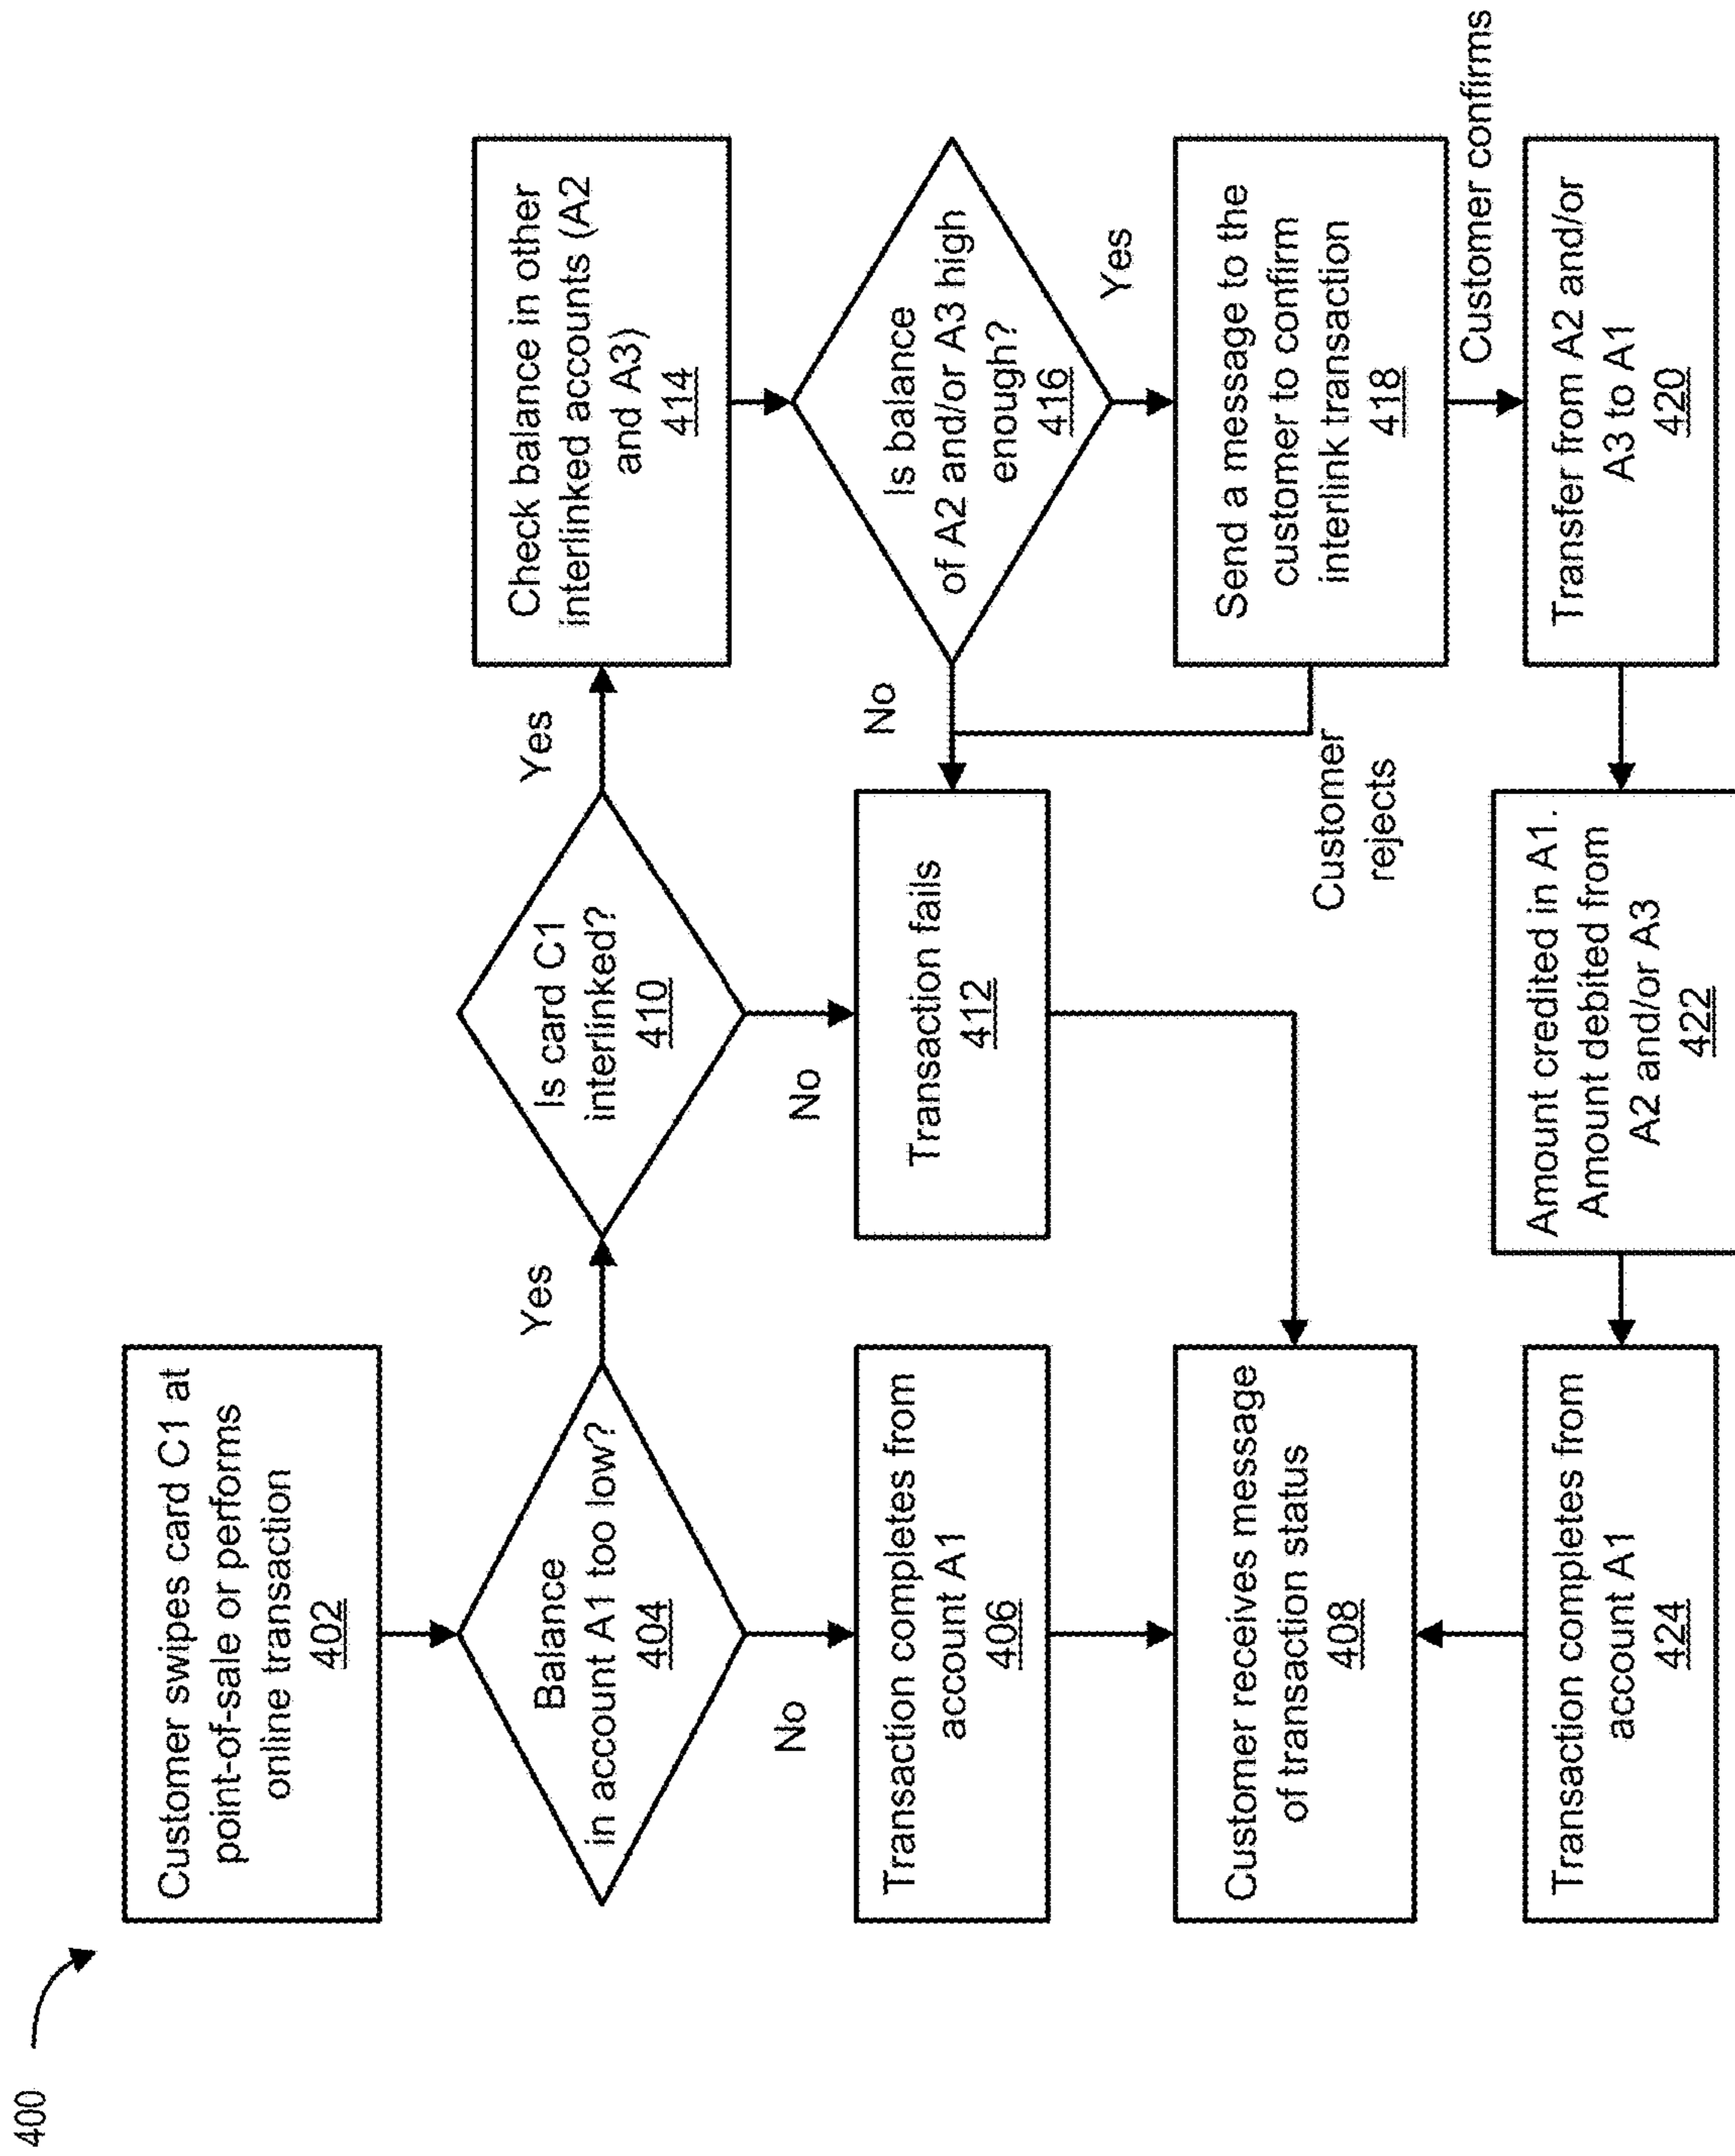 400
Customer swipes card C1 at
point-of-sale or performs
online transaction
402
Balance
in account A1 too low?
404
Yes
No
Transaction completes from
account A1
406
Customer receives message
of transaction status
408
Is card C1
interlinked?
410
Yes
No
Transaction fails
412
Check balance in other
interlinked accounts (A2
and A3)
414
Is balance
of A2 and/or A3 high
enough?
416
No
Yes
Send a message to the
customer to confirm
interlink transaction
418
Customer
rejects
Customer confirms
Transfer from A2 and/or
A3 to A1
420
Amount credited in A1.
Amount debited from
A2 and/or A3
422
Transaction completes from
account A1
424